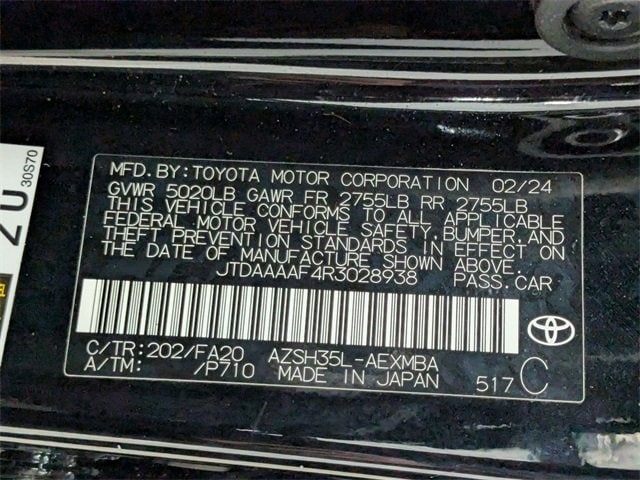 MFD.BY:TOYOTA MOTOR CORPORATION 02/24
GVWR 5020LB GAWR FR 2755LB RR 2755LB
THIS VEHICLE CONFORMS TO ALL APPLICABLE
FEDERAL MOTOR VEHICLE SAFETY, BUMPER, AND
THEFT PREVENTION STANDARDS IN EFFECT ON
THE DATE OF MANUFACTURE SHOWN ABOVE.
JTDAAAAF4R3028938 PASS.CAR
C/TR:202/FA20 AZSH35L-AEXMBA
A/TM: /P710 MADE IN JAPAN 517 C
30S70